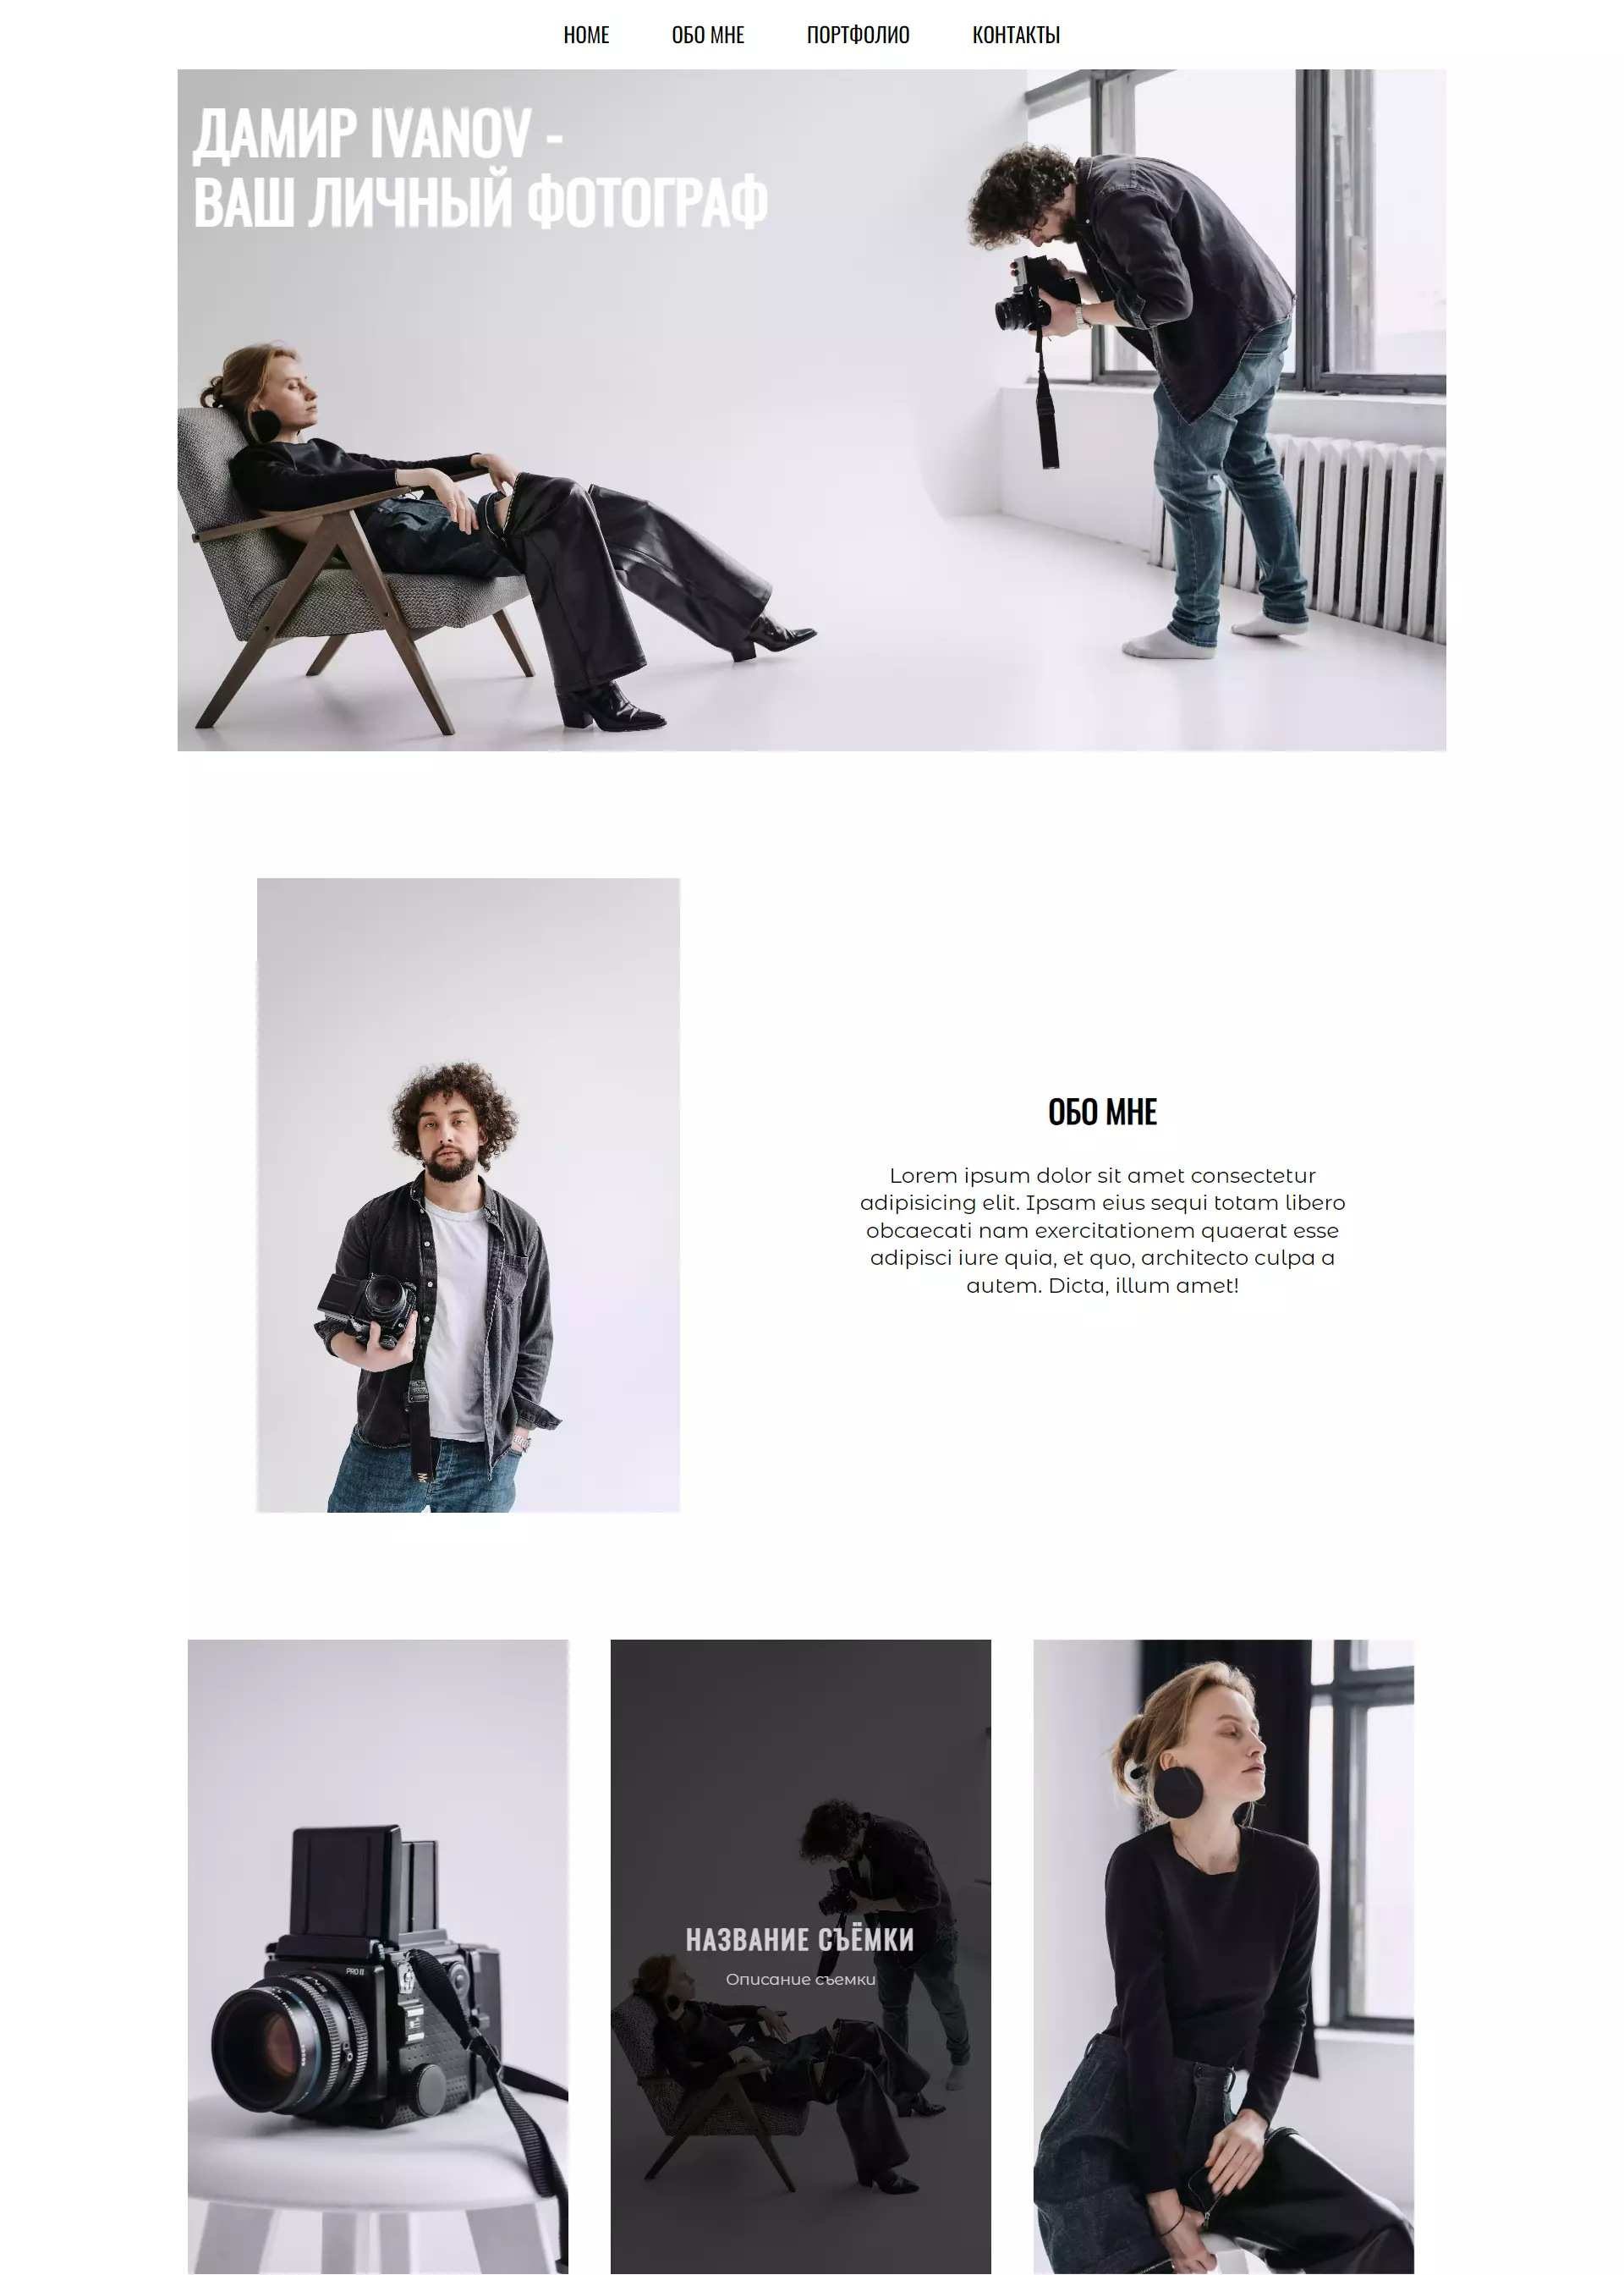 HOME ОБО МНЕ ПОРТФОЛИО КОНТАКТЫ
ДАМИР IVANOV -
ВАШ ЛИЧНЫЙ ФОТОГРАФ
ОБО МНЕ
Lorem ipsum dolor sit amet consectetur
adipisicing elit. Ipsam eius sequi totam libero
obcaecati nam exercitationem quaerat esse
adipisci iure quia, et quo, architecto culpa a
autem. Dicta, illum amet!
PRO II
НАЗВАНИЕ СЪЁМКИ
Описание съемки